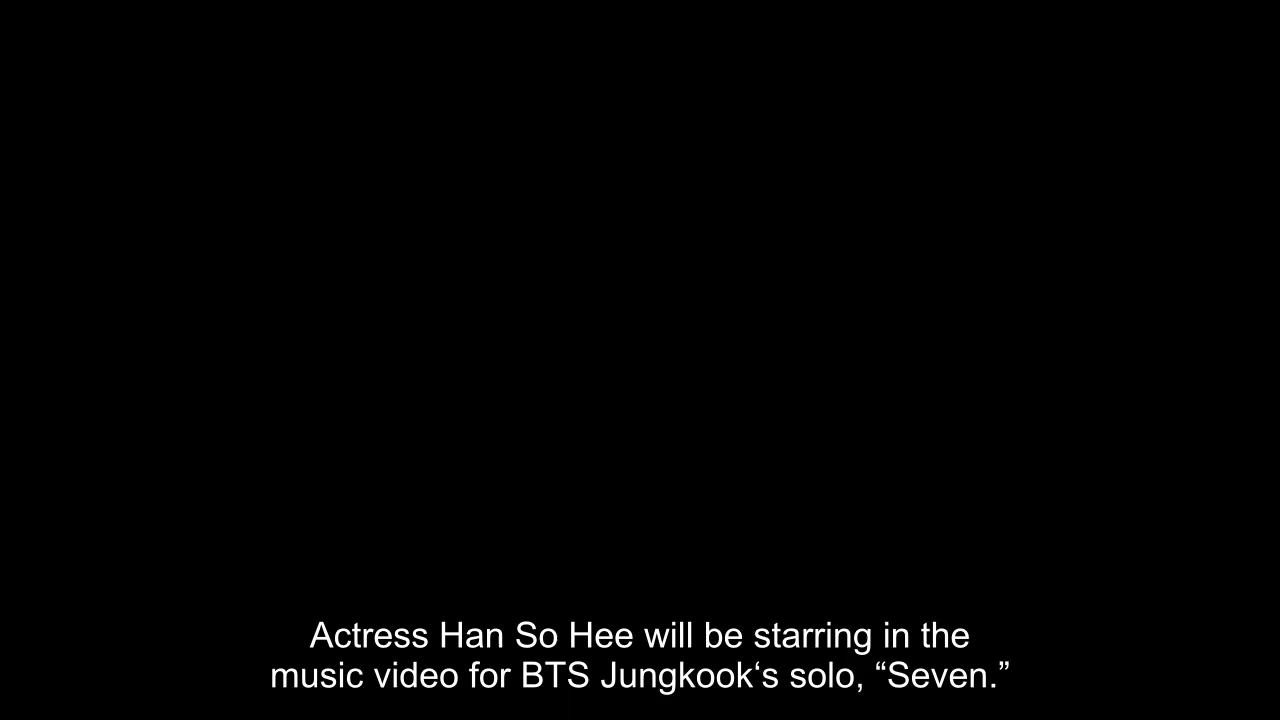 Actress Han So Hee will be starring in the
music video for BTS Jungkook‘s solo, “Seven.”